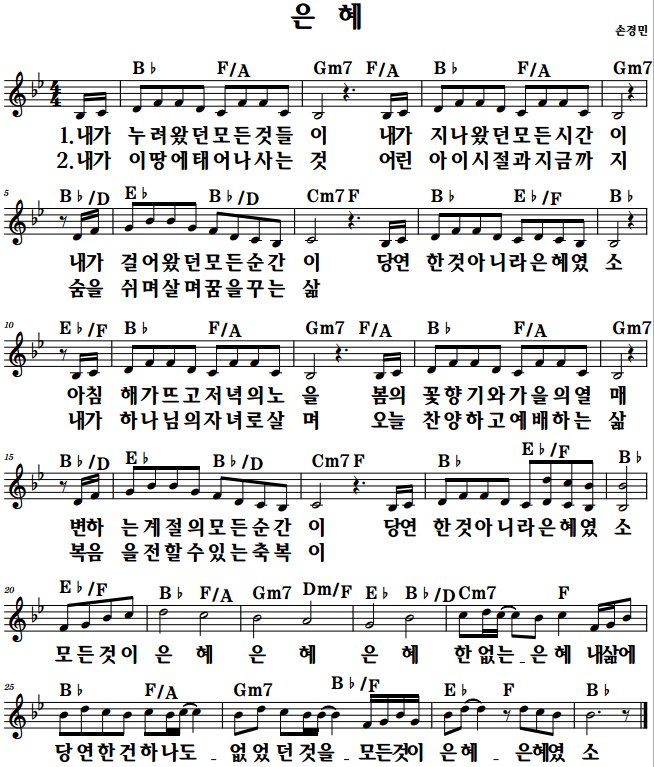 은 혜
손경민
B♭ F/A Gm7 F/A B♭ F/A Gm7
4 4
1.내가 누려왔던모든것들 이 내가 지나왔던모든시간 이
2.내가 이땅에태어나사는 것 어린 아이시절과지금까 지
5 B♭/D E♭ B♭/D Cm7 F B♭ E♭/F B♭
내가 걸어왔던모든순간 이 당연 한것아니라은혜였 소
숨을 쉬며살며꿈을꾸는 삶
10 E♭/F B♭ F/A Gm7 F/A B♭ F/A Gm7
아침 해가뜨고저녁의노 을 봄의 꽃향기와가을의열 매
내가 하나님의자녀로살 며 오늘 찬양하고예배하는 삶
15 B♭/D E♭ B♭/D Cm7 F B♭ E♭/F B♭
변하 는계절의모든순간 이 당연 한것아니라은혜였 소
복음 을전할수있는축복 이
20 E♭/F B♭ F/A Gm7 Dm/F E♭ B♭/D Cm7 F
모든것이 은 혜 은 혜 은 혜 한없는_은혜 내삶에
25 B♭ F/A Gm7 B♭/F E♭ F B♭
당연한건하나도_ 없었던것을_ 모든것이 은혜_ 은혜였 소